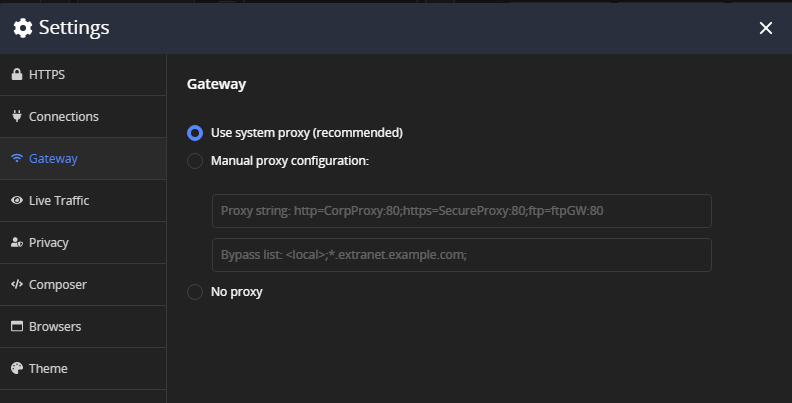 Settings
HTTPS
Connections
Gateway
Live Traffic
Privacy
Composer
Browsers
Theme
Gateway
Use system proxy (recommended)
Manual proxy configuration:
Proxy string: http=CorpProxy:80;https=SecureProxy:80;ftp=ftpGW:80
Bypass list: <local>;*.extranet.example.com;
No proxy